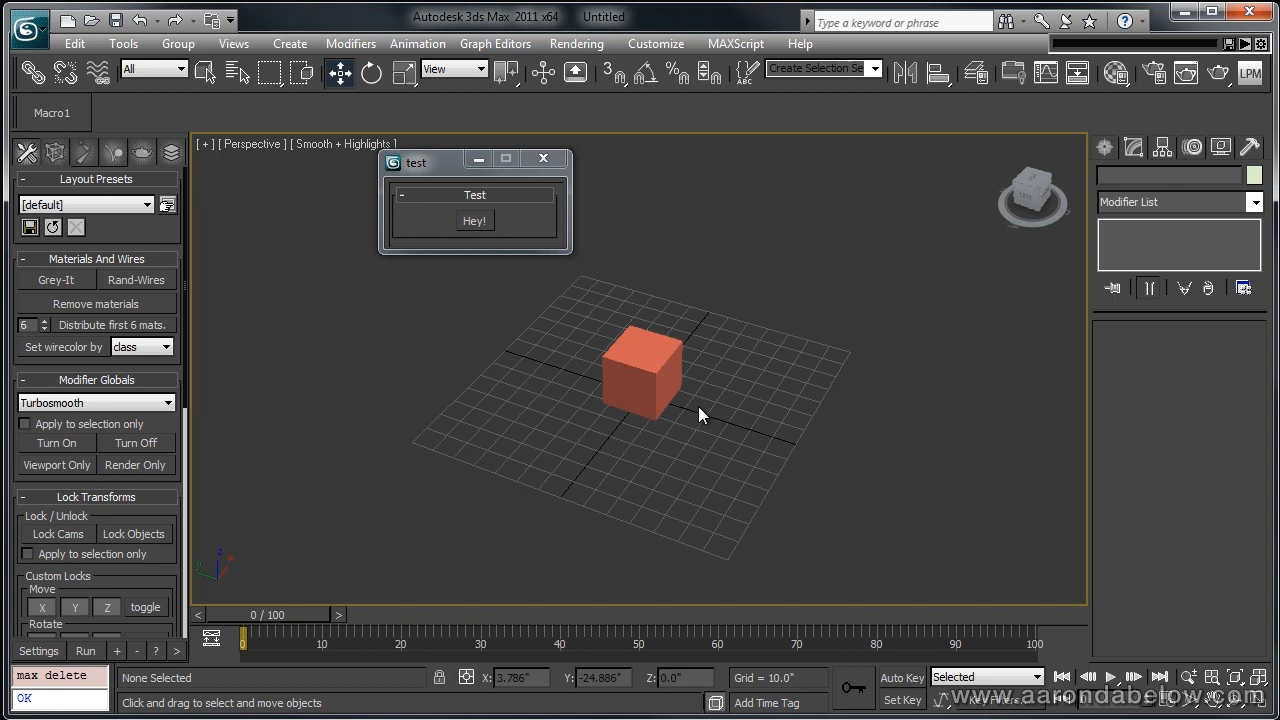 Autodesk 3ds Max 2011 x64 Untitled
Type a keyword or phrase
Edit Tools Group Views Create Modifiers Animation Graph Editors Rendering Customize MAXScript Help
All View 3 Create Selection Se LPM
Macro1
[ + ] [ Perspective ] [ Smooth + Highlights ]
test
- Test
Hey!
- Layout Presets
[default]
- Materials And Wires
Grey-It Rand-Wires
Remove materials
6 Distribute first 6 mats.
Set wirecolor by class
- Modifier Globals
Turbosmooth
Apply to selection only
Turn On Turn Off
Viewport Only Render Only
- Lock Transforms
Lock / Unlock
Lock Cams Lock Objects
Apply to selection only
Custom Locks
Move
X Y Z toggle
Rotate
Settings Run + - ? >
Modifier List
z
y x
< 0 / 100 >
0 10 20 30 40 50 60 70 80 90 100
max delete
OK
None Selected X: 3.786" Y: -24.886" Z: 0.0" Grid = 10.0" Auto Key Selected
Click and drag to select and move objects Add Time Tag Set Key Key Filters...
www.aarondabelow.com